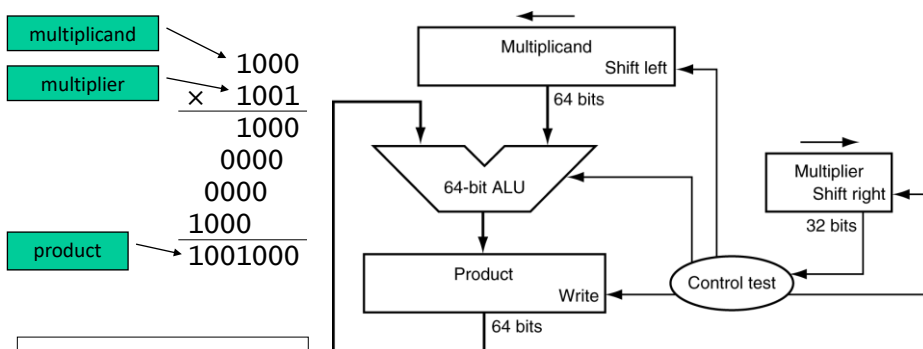 multiplicand
1000
multiplier
× 1001
1000
0000
0000
1000
product
1001000
Multiplicand
Shift left
64 bits
64-bit ALU
Multiplier
Shift right
32 bits
Product
Write
Control test
64 bits